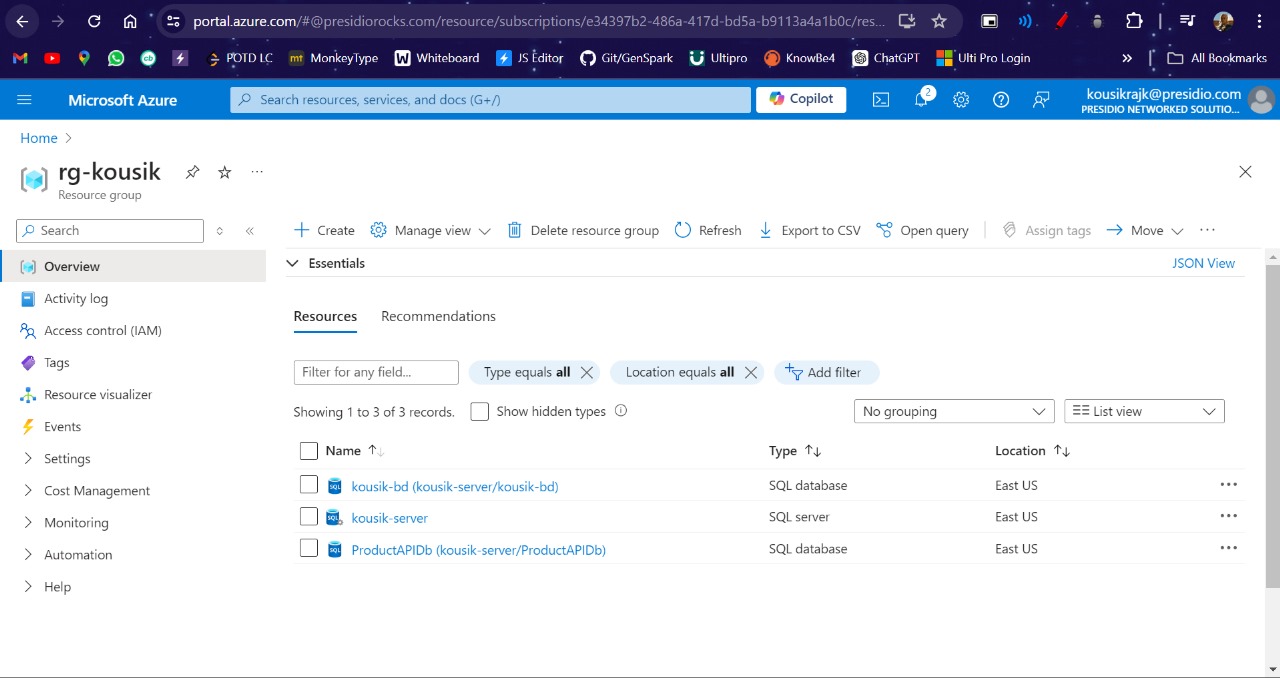 portal.azure.com/#@presidiorocks.com/resource/subscriptions/e34397b2-486a-417d-bd5a-b9113a4a1b0c/res...
POTD LC mt MonkeyType W Whiteboard JS Editor Git/GenSpark Ultipro KnowBe4 ChatGPT Ulti Pro Login » All Bookmarks
Microsoft Azure Search resources, services, and docs (G+/) Copilot 2 kousikrajk@presidio.com
PRESIDIO NETWORKED SOLUTIO...
Home >
rg-kousik ...
Resource group
Search « Create Manage view Delete resource group Refresh Export to CSV Open query Assign tags Move ...
Overview Essentials JSON View
Activity log
Access control (IAM)
Tags
Resource visualizer
Events
Settings
Cost Management
Monitoring
Automation
Help
Resources Recommendations
Filter for any field... Type equals all Location equals all Add filter
Showing 1 to 3 of 3 records. Show hidden types No grouping List view
Name ↑↓ Type ↑↓ Location ↑↓
SQL kousik-bd (kousik-server/kousik-bd) SQL database East US ...
SQL kousik-server SQL server East US ...
SQL ProductAPIDb (kousik-server/ProductAPIDb) SQL database East US ...